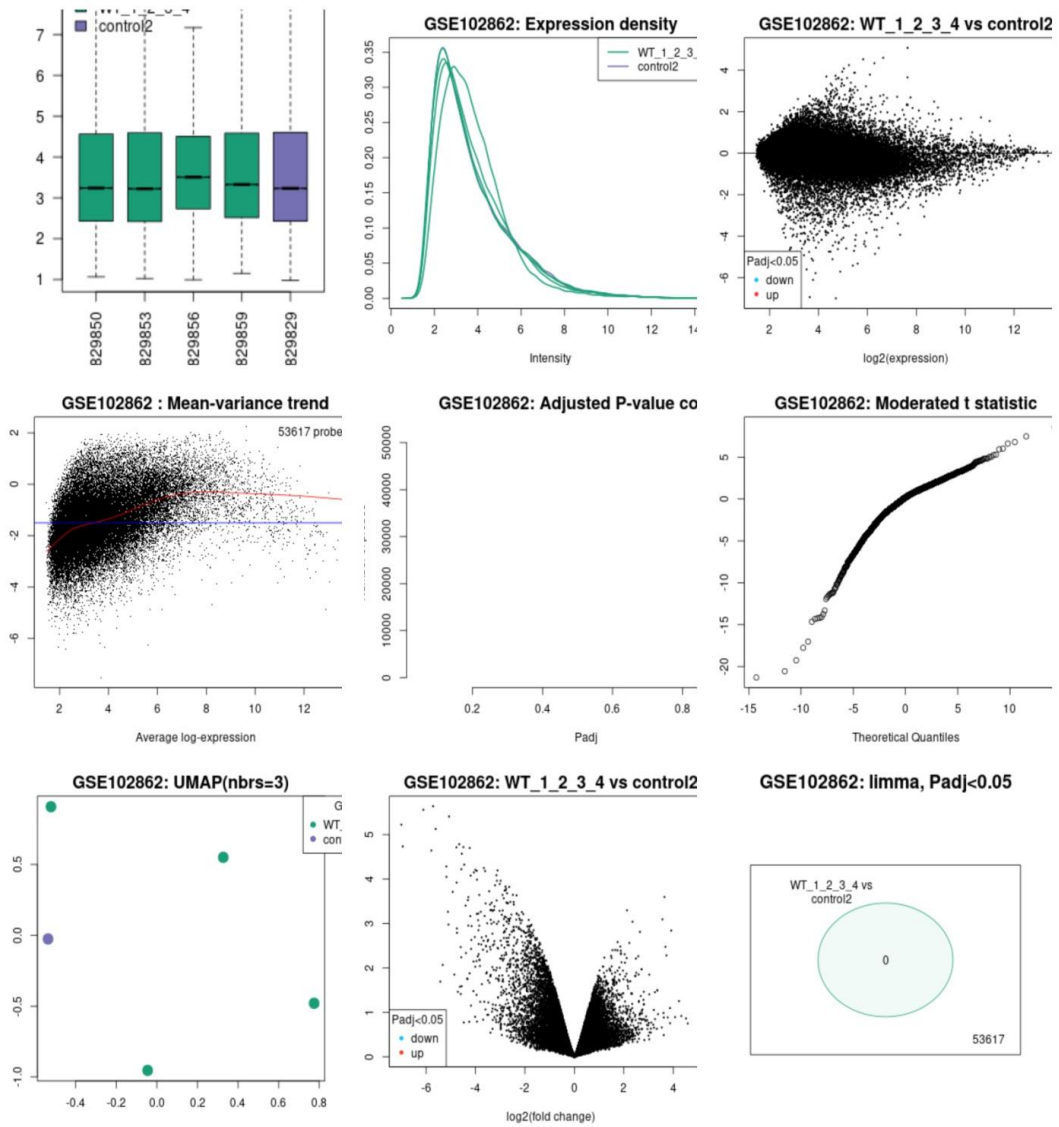 WT_1_2_3_4
control2
7
6
5
4
3
2
1
829850
829853
829856
829859
829829
GSE102862: Expression density
WT_1_2_3_
control2
0.35
0.30
0.25
0.20
0.15
0.10
0.05
0.00
0 2 4 6 8 10 12 14
Intensity
GSE102862: WT_1_2_3_4 vs control2
4
2
0
-2
-4
-6
Padj<0.05
down
up
2 4 6 8 10 12
log2(expression)
GSE102862 : Mean-variance trend
53617 probe
2
0
-2
-4
-6
2 4 6 8 10 12
Average log-expression
GSE102862: Adjusted P-value co
50000
40000
30000
20000
10000
0
0.2 0.4 0.6 0.8
Padj
GSE102862: Moderated t statistic
5
0
-5
-10
-15
-20
-15 -10 -5 0 5 10
Theoretical Quantiles
GSE102862: UMAP(nbrs=3)
G
WT_
con
0.5
0.0
-0.5
-1.0
-0.4 -0.2 0.0 0.2 0.4 0.6 0.8
GSE102862: WT_1_2_3_4 vs control2
5
4
3
2
1
0
Padj<0.05
down
up
-6 -4 -2 0 2 4
log2(fold change)
GSE102862: limma, Padj<0.05
WT_1_2_3_4 vs
control2
0
53617